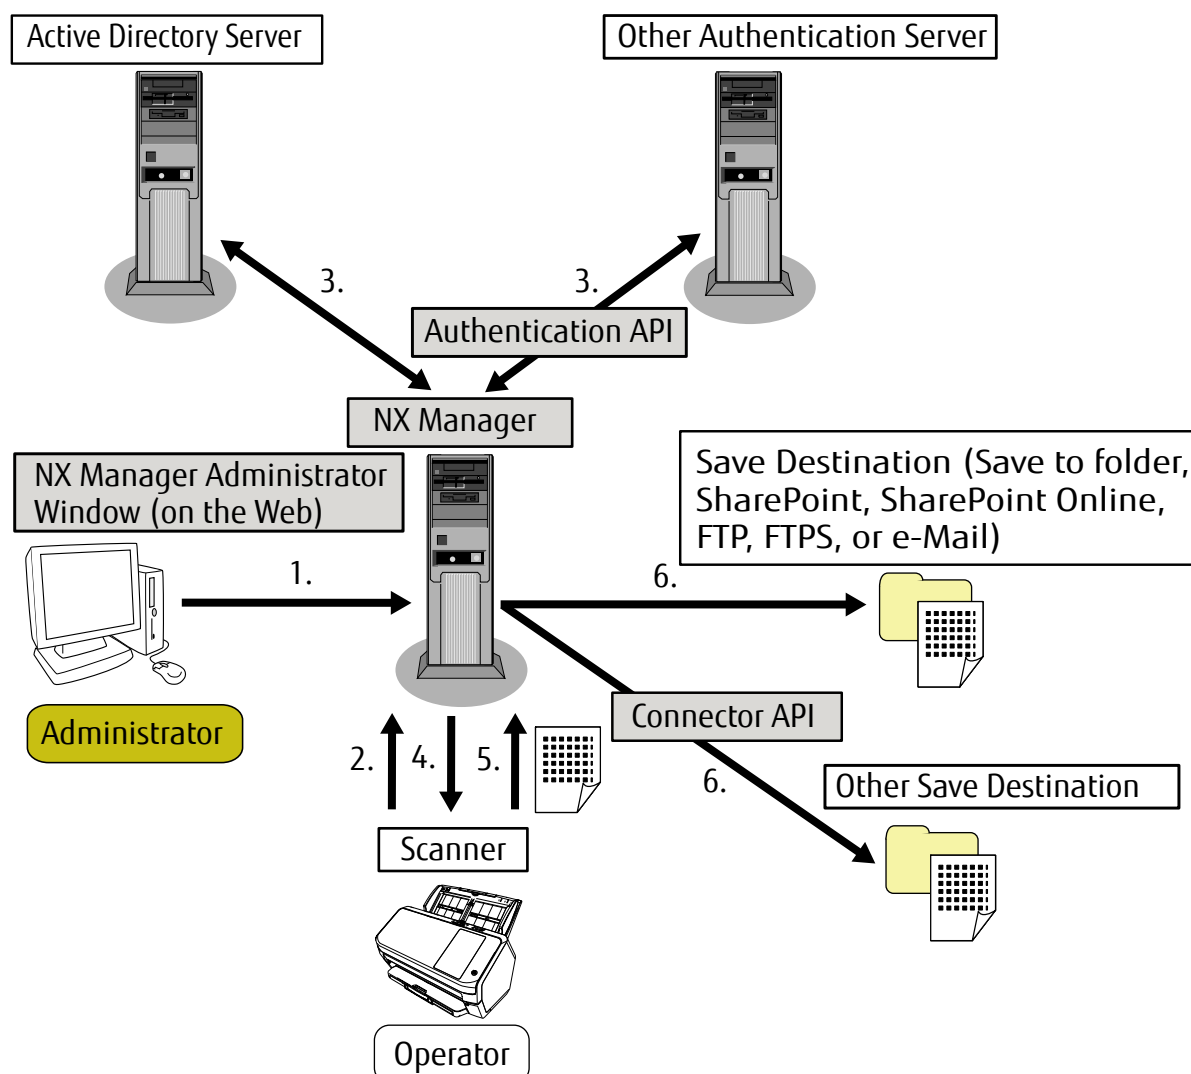 Active Directory Server
Other Authentication Server
3.
3.
Authentication API
NX Manager
NX Manager Administrator
Window (on the Web)
Save Destination (Save to folder,
SharePoint, SharePoint Online,
FTP, FTPS, or e-Mail)
1.
6.
Administrator
Connector API
2.
4.
5.
6.
Other Save Destination
Scanner
Operator